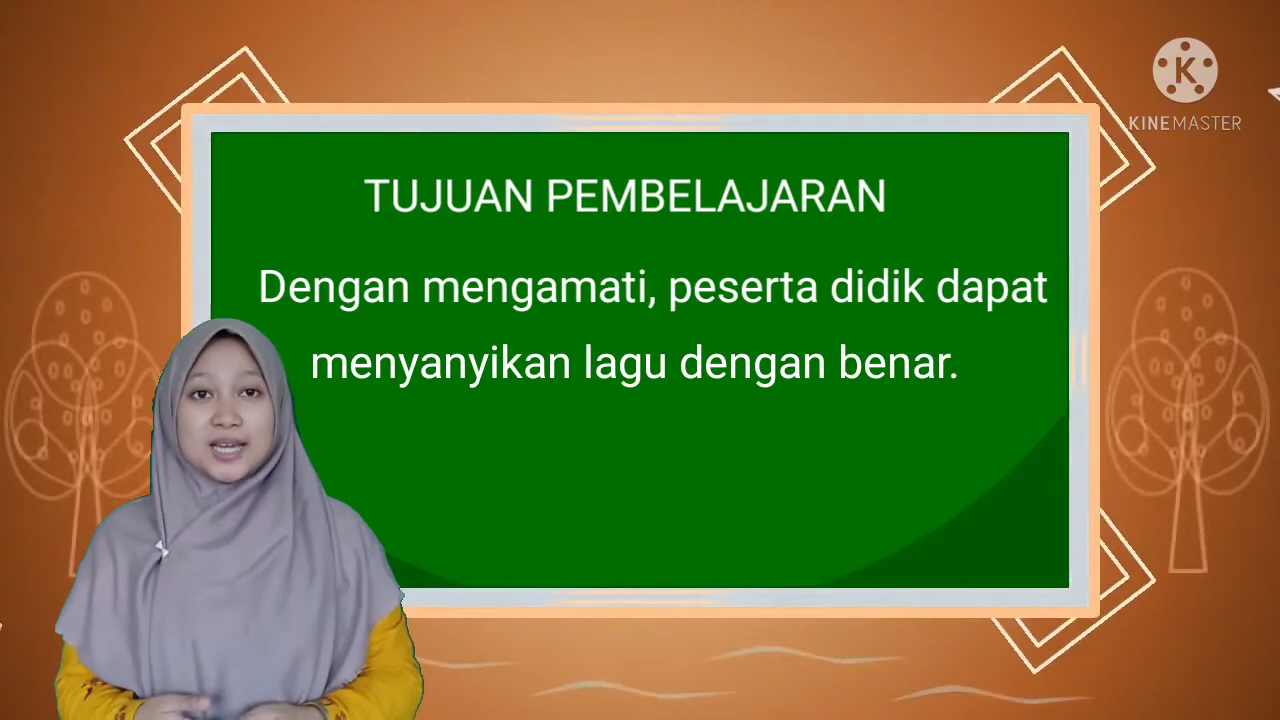 TUJUAN PEMBELAJARAN
Dengan mengamati, peserta didik dapat
menyanyikan lagu dengan benar.
K
KINEMASTER